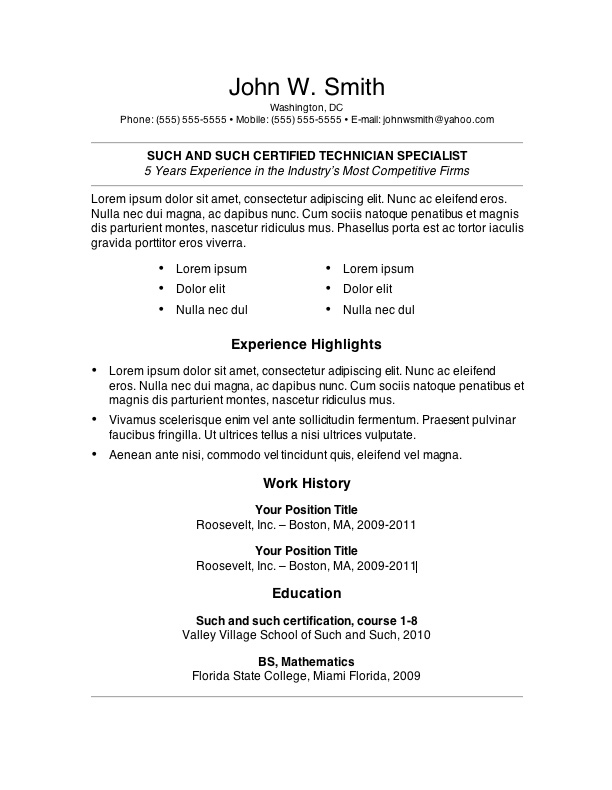 John W. Smith
Washington, DC
Phone: (555) 555-5555 • Mobile: (555) 555-5555 • E-mail: johnwsmith@yahoo.com
SUCH AND SUCH CERTIFIED TECHNICIAN SPECIALIST
5 Years Experience in the Industry's Most Competitive Firms
Lorem ipsum dolor sit amet, consectetur adipiscing elit. Nunc ac eleifend eros.
Nulla nec dui magna, ac dapibus nunc. Cum sociis natoque penatibus et magnis
dis parturient montes, nascetur ridiculus mus. Phasellus porta est ac tortor iaculis
gravida porttitor eros viverra.
• Lorem ipsum • Lorem ipsum
• Dolor elit • Dolor elit
• Nulla nec dul • Nulla nec dul
Experience Highlights
• Lorem ipsum dolor sit amet, consectetur adipiscing elit. Nunc ac eleifend
eros. Nulla nec dui magna, ac dapibus nunc. Cum sociis natoque penatibus et
magnis dis parturient montes, nascetur ridiculus mus.
• Vivamus scelerisque enim vel ante sollicitudin fermentum. Praesent pulvinar
faucibus fringilla. Ut ultrices tellus a nisi ultrices vulputate.
• Aenean ante nisi, commodo vel tincidunt quis, eleifend vel magna.
Work History
Your Position Title
Roosevelt, Inc. – Boston, MA, 2009-2011
Your Position Title
Roosevelt, Inc. – Boston, MA, 2009-2011
Education
Such and such certification, course 1-8
Valley Village School of Such and Such, 2010
BS, Mathematics
Florida State College, Miami Florida, 2009